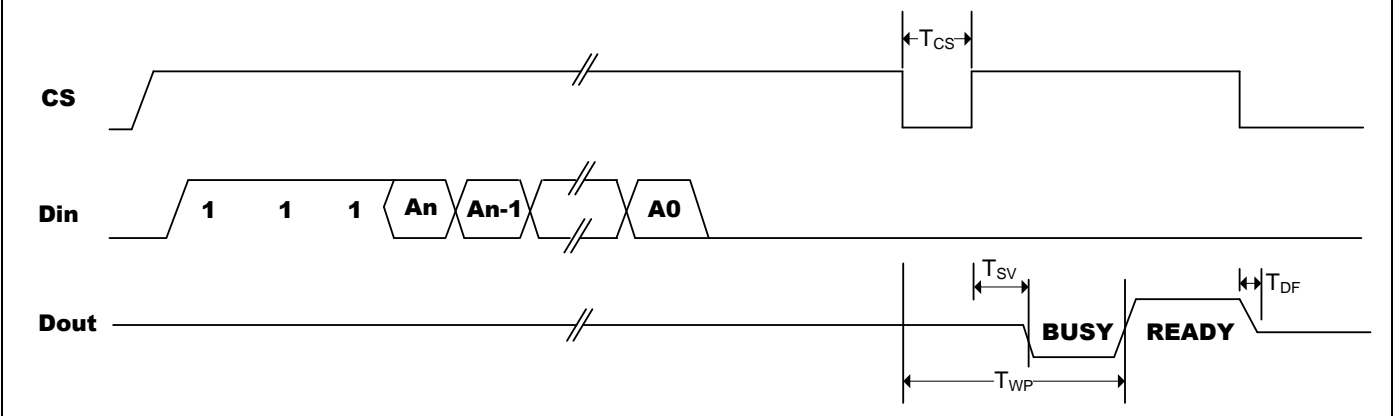 TCS
CS
Din 1 1 1 An An-1 A0
TSV TDF
Dout BUSY READY
TWP